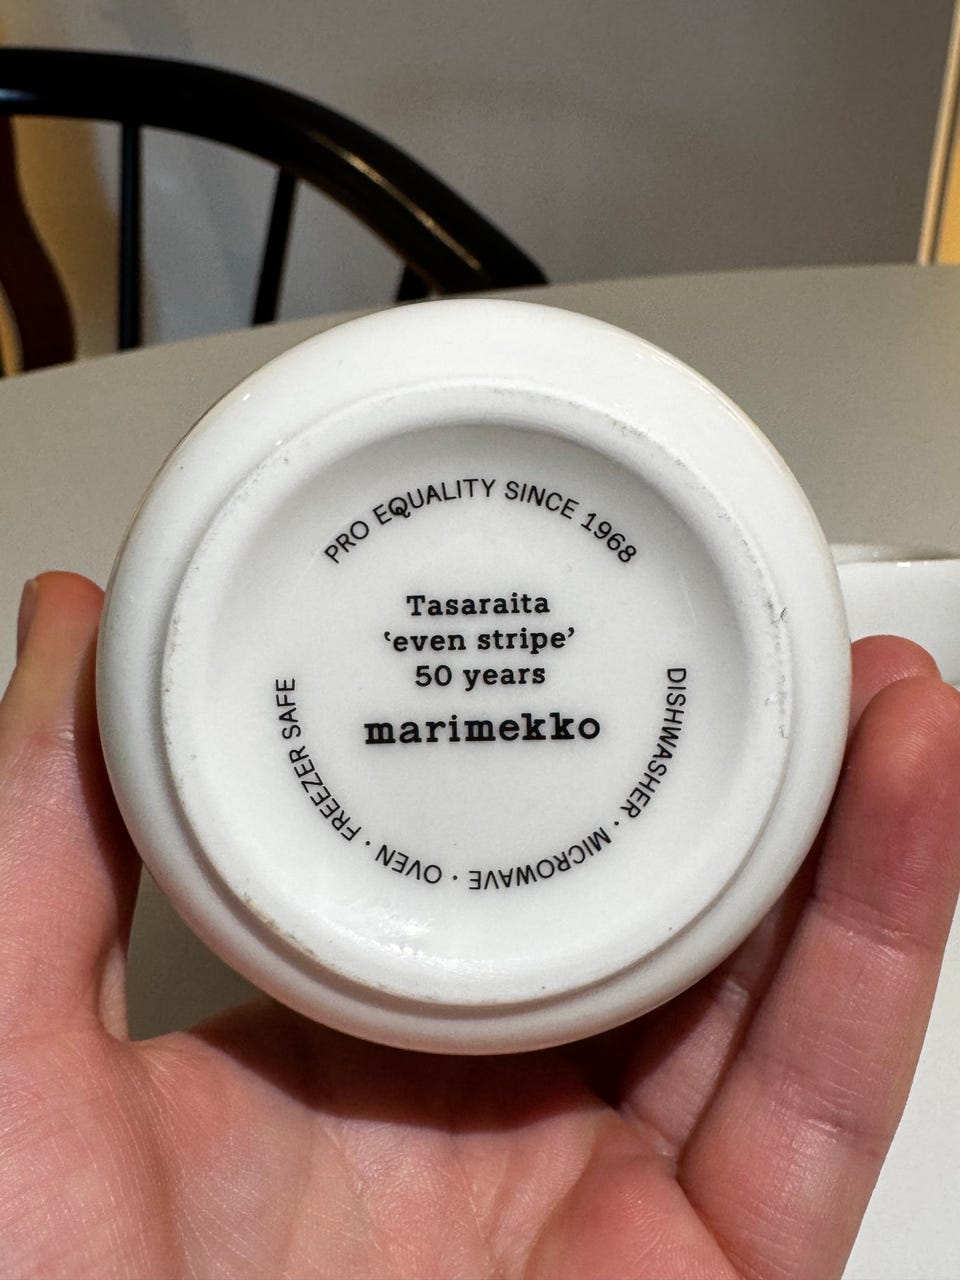 PRO EQUALITY SINCE 1968
Tasaraita
‘even stripe’
50 years
marimekko
DISHWASHER · MICROWAVE · OVEN · FREEZER SAFE